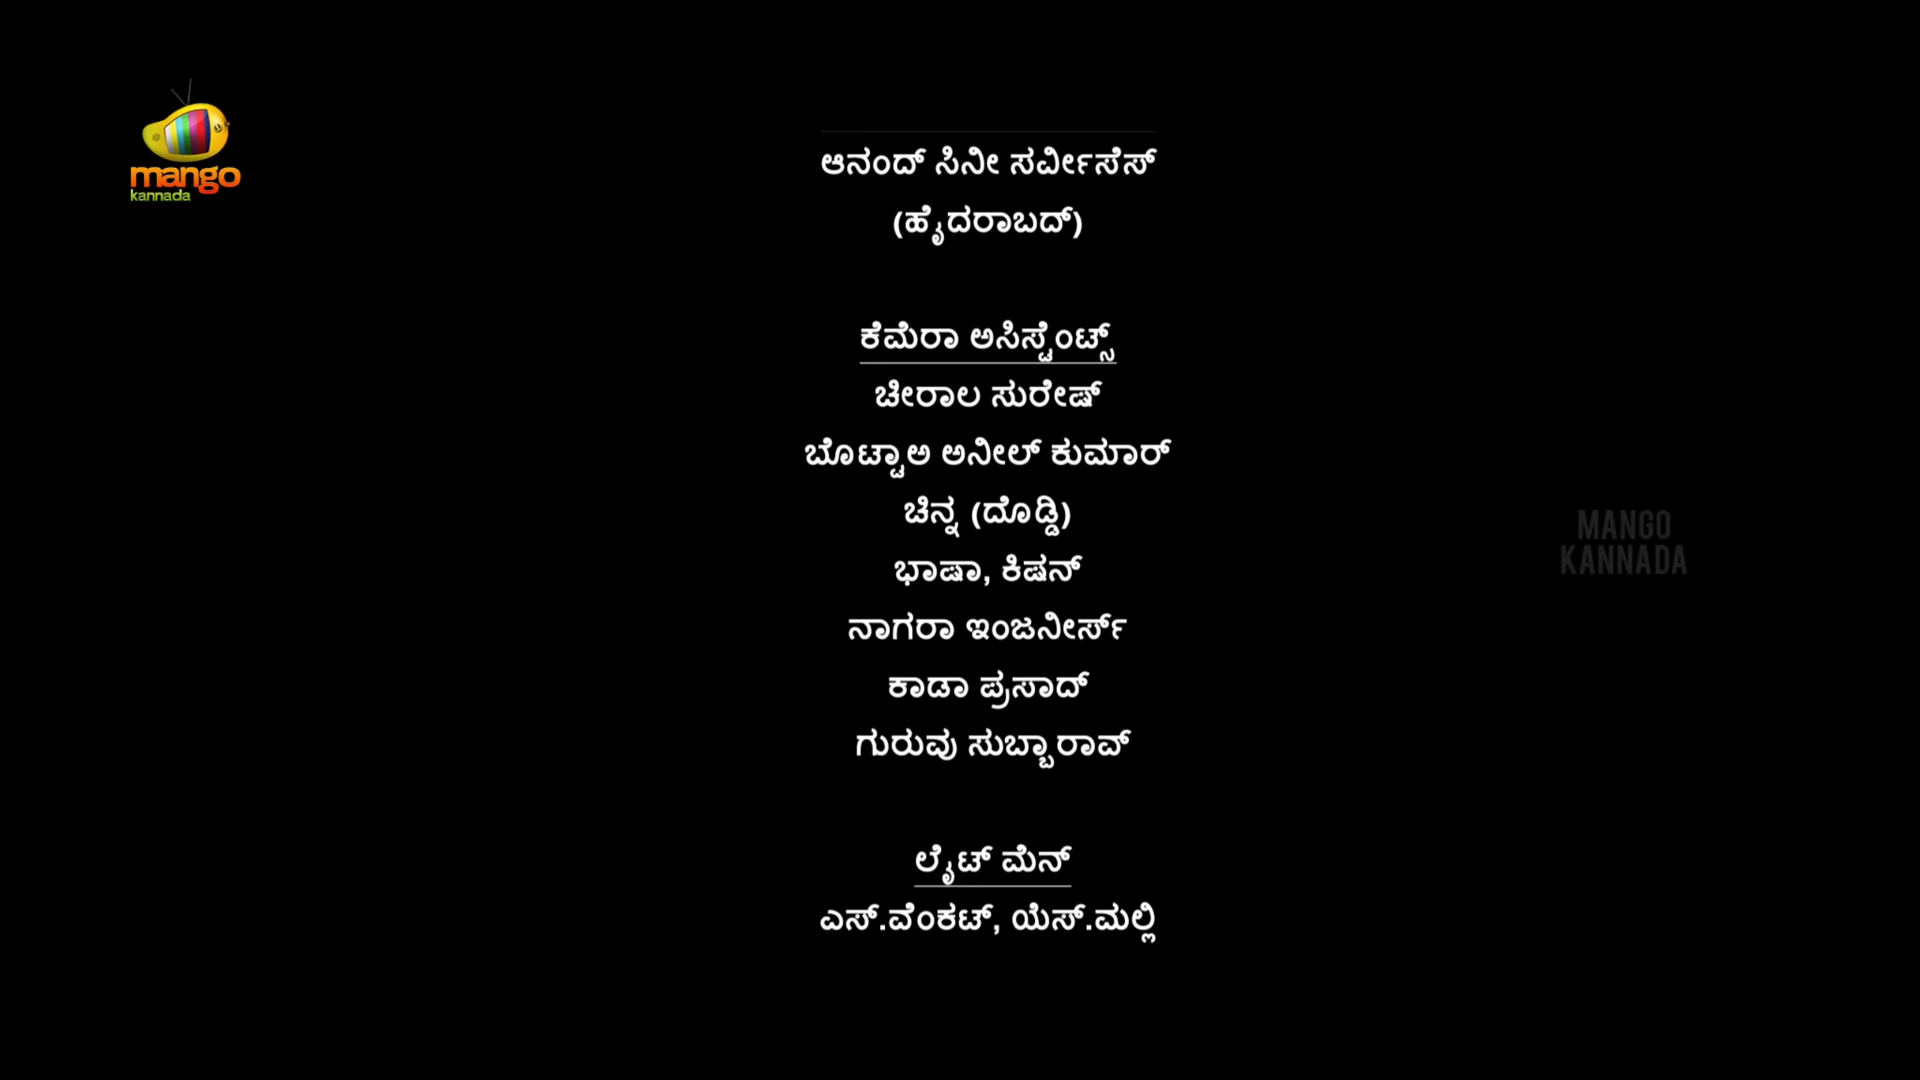 mango
kannada
ಆನಂದ್ ಸಿನೀ ಸರ್ವೀಸೆಸ್
(ಹೈದರಾಬದ್)
ಕೆಮೆರಾ ಅಸಿಸ್ಟೆಂಟ್ಸ್
ಚೀರಾಲ ಸುರೇಷ್
ಬೊಟ್ಟಾಅ ಅನೀಲ್ ಕುಮಾರ್
ಚಿನ್ನ (ದೊಡ್ಡಿ)
ಭಾಷಾ, ಕಿಷನ್
ನಾಗರಾ ಇಂಜನೀರ್ಸ್
ಕಾಡಾ ಪ್ರಸಾದ್
ಗುರುವು ಸುಬ್ಬಾರಾವ್
ಲೈಟ್ ಮೆನ್
ಎಸ್.ವೆಂಕಟ್, ಯೆಸ್.ಮಲ್ಲಿ
MANGO
KANNADA